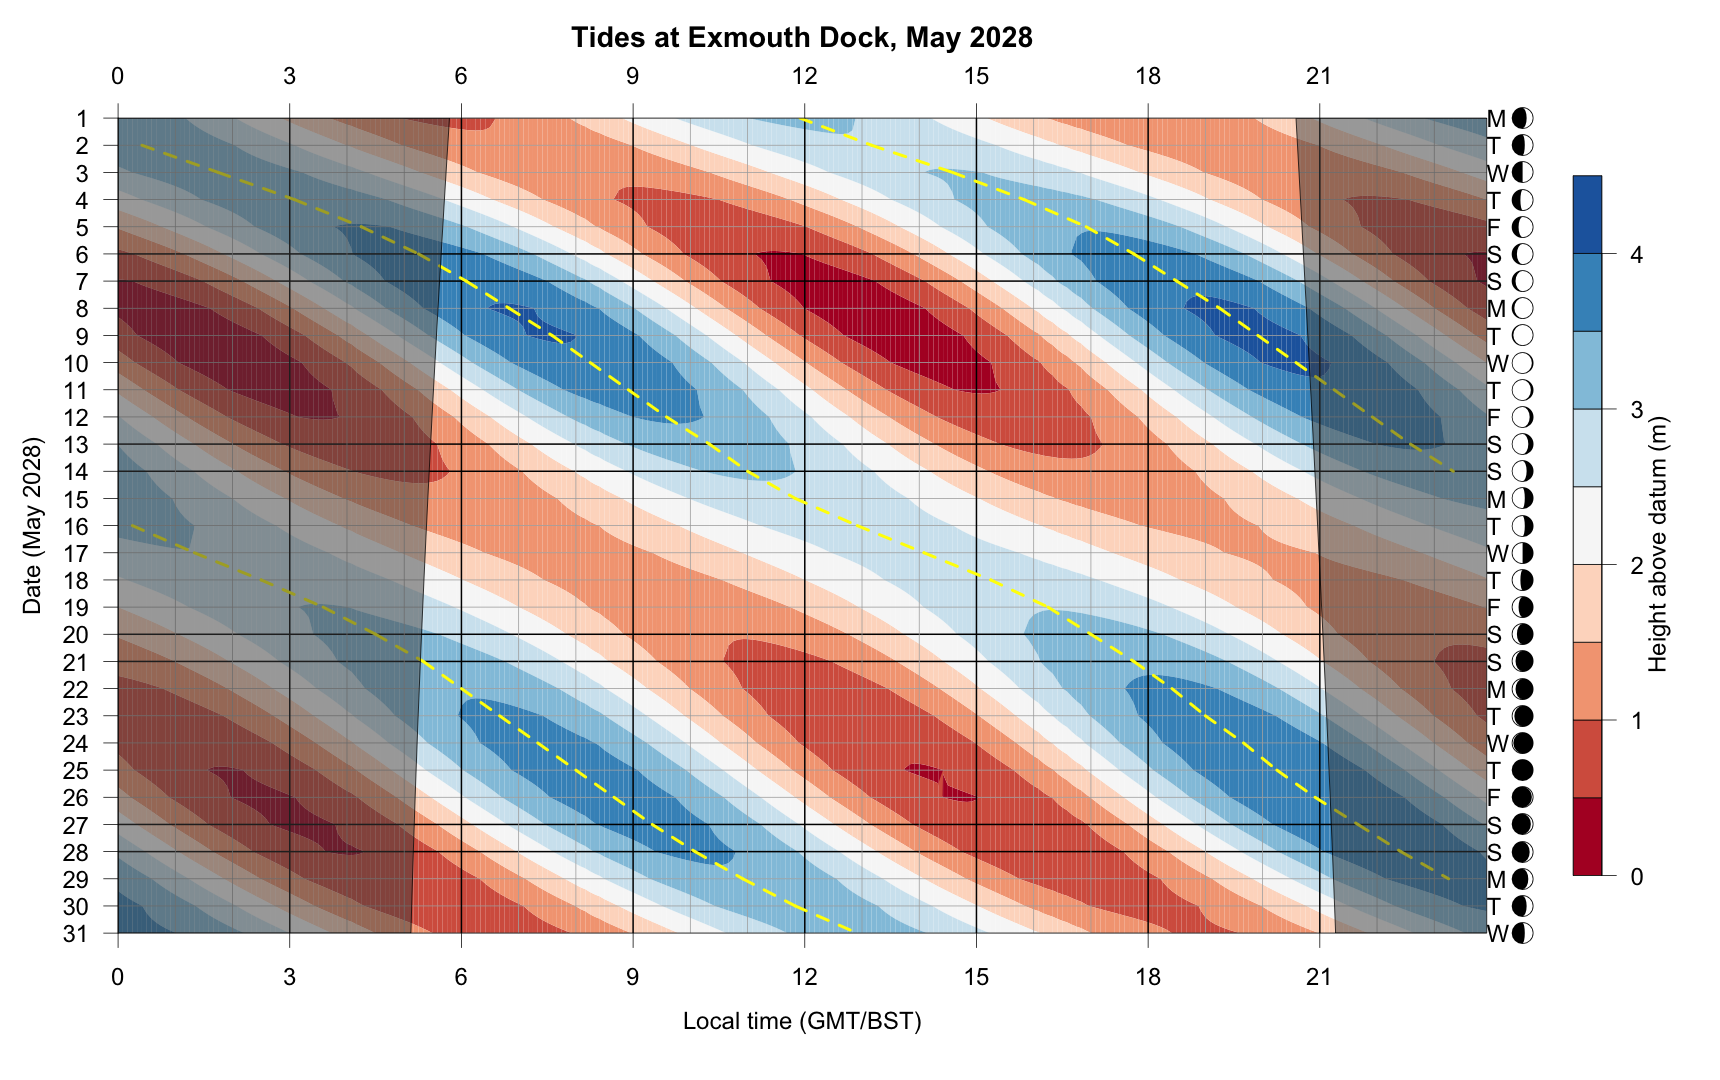 Tides at Exmouth Dock, May 2028
0 3 6 9 12 15 18 21
1 M
2 T
3 W
4 T
5 F
6 S
7 S
8 M
9 T
10 W
11 T
12 F
13 S
14 S
15 M
16 T
17 W
18 T
19 F
20 S
21 S
22 M
23 T
24 W
25 T
26 F
27 S
28 S
29 M
30 T
31 W
0 3 6 9 12 15 18 21
Local time (GMT/BST)
Date (May 2028)
4
3
2
1
0
Height above datum (m)